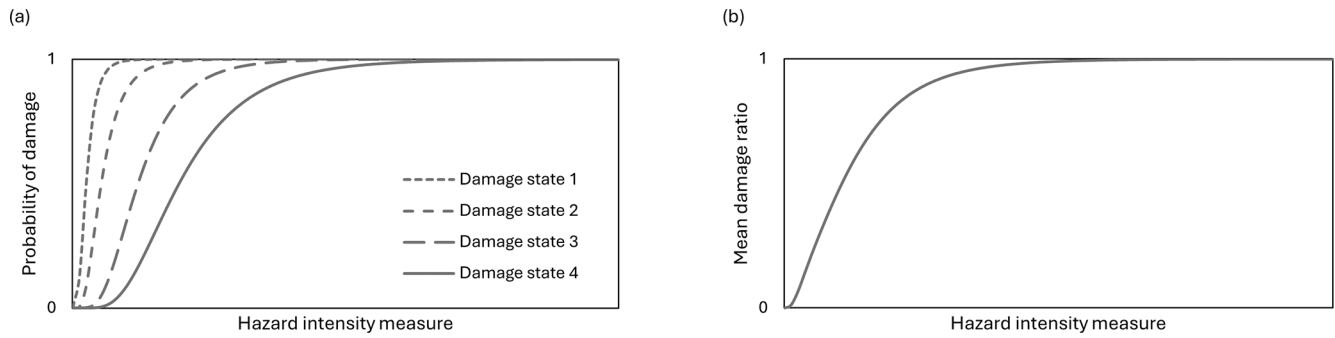 (a)
1
Probability of damage
Damage state 1
Damage state 2
Damage state 3
Damage state 4
0
Hazard intensity measure
(b)
1
Mean damage ratio
0
Hazard intensity measure